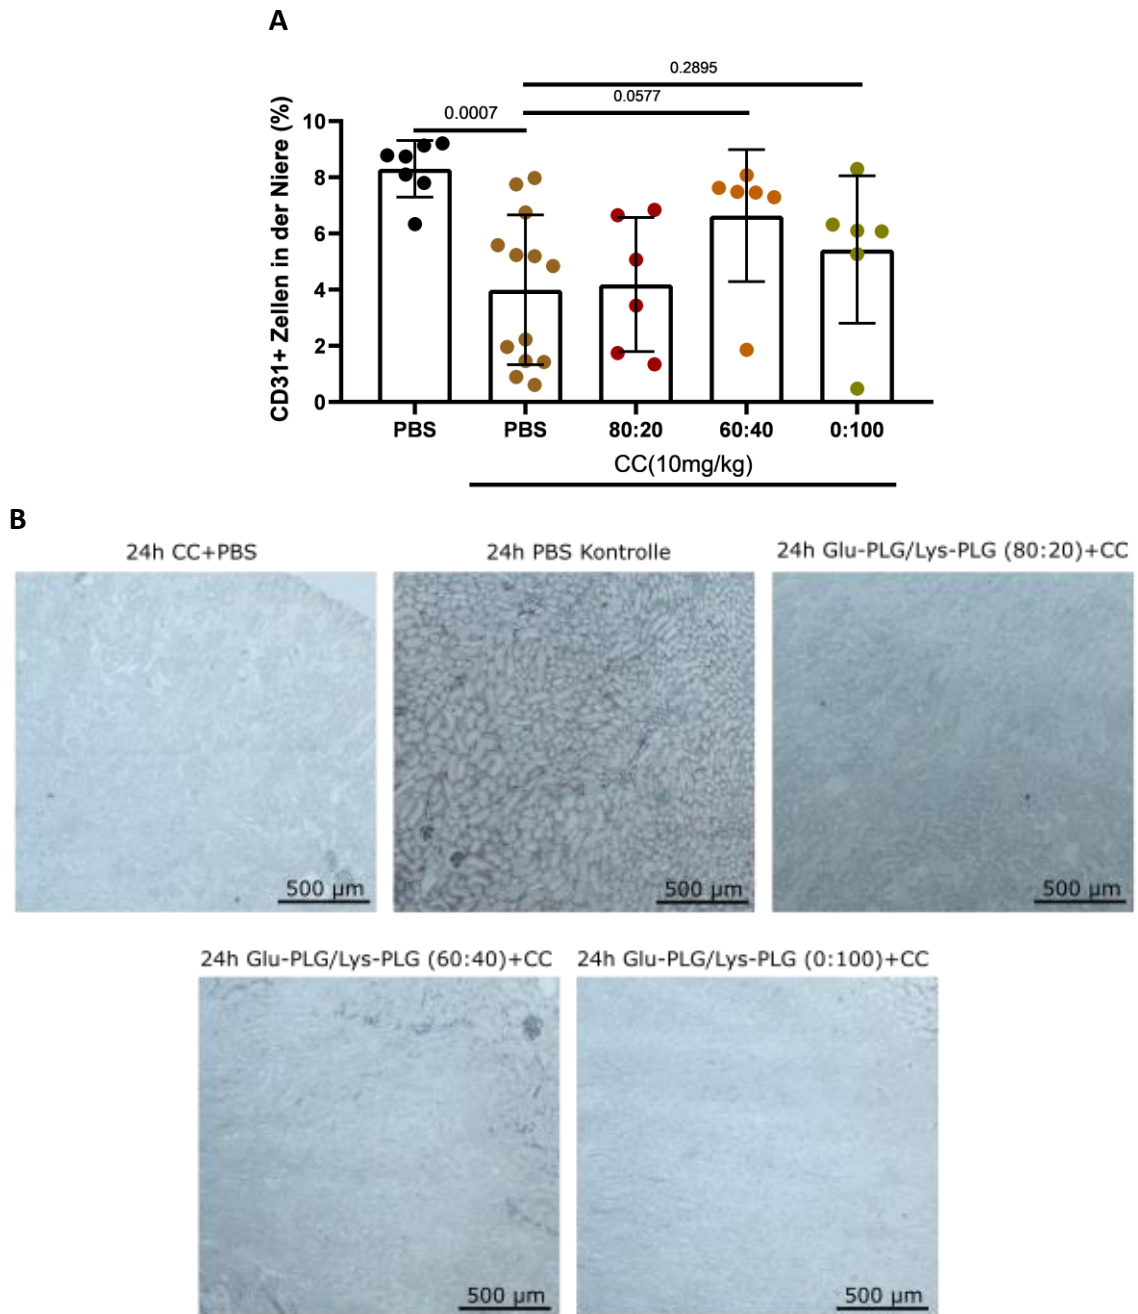 A
0.2895
0.0577
0.0007
CD31+ Zellen in der Niere (%)
10
8
6
4
2
0
PBS PBS 80:20 60:40 0:100
CC(10mg/kg)
B
24h CC+PBS 24h PBS Kontrolle 24h Glu-PLG/Lys-PLG (80:20)+CC
500 µm 500 µm 500 µm
24h Glu-PLG/Lys-PLG (60:40)+CC 24h Glu-PLG/Lys-PLG (0:100)+CC
500 µm 500 µm